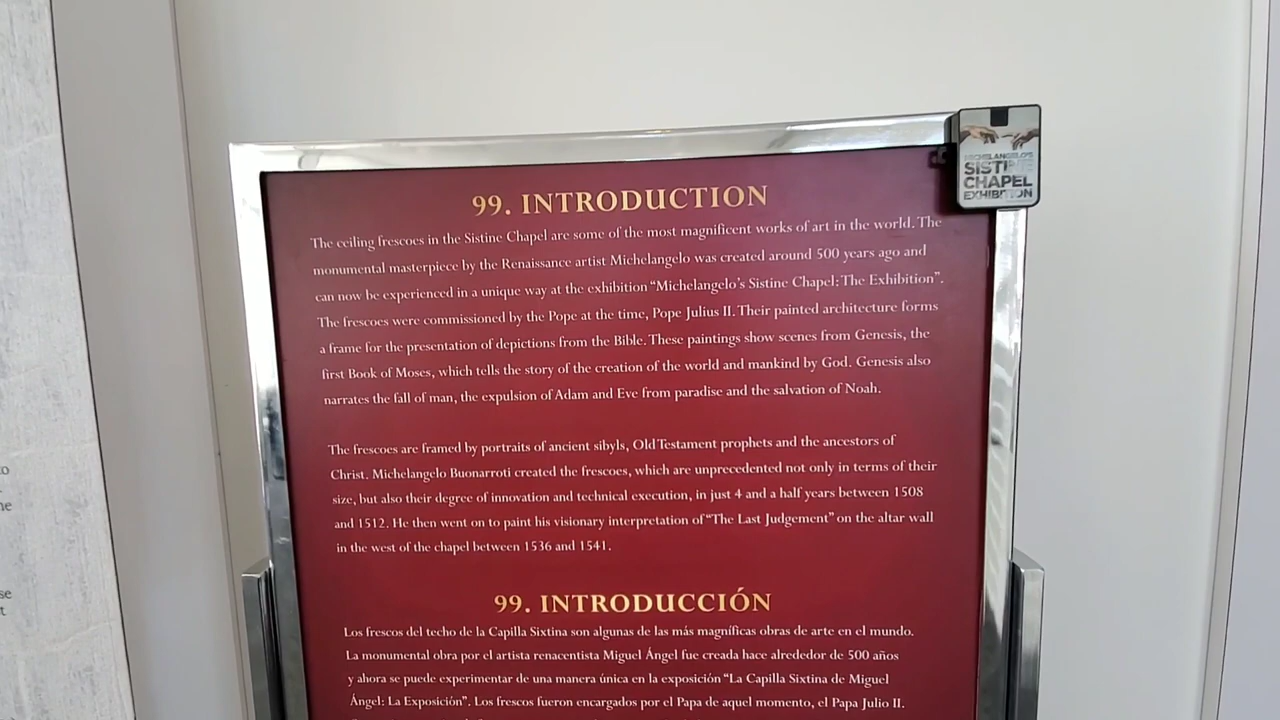 MICHELANGELO'S
SISTINE
CHAPEL
EXHIBITION
99. INTRODUCTION
The ceiling frescoes in the Sistine Chapel are some of the most magnificent works of art in the world. The
monumental masterpiece by the Renaissance artist Michelangelo was created around 500 years ago and
can now be experienced in a unique way at the exhibition “Michelangelo’s Sistine Chapel: The Exhibition”.
The frescoes were commissioned by the Pope at the time, Pope Julius II. Their painted architecture forms
a frame for the presentation of depictions from the Bible. These paintings show scenes from Genesis, the
first Book of Moses, which tells the story of the creation of the world and mankind by God. Genesis also
narrates the fall of man, the expulsion of Adam and Eve from paradise and the salvation of Noah.
The frescoes are framed by portraits of ancient sibyls, Old Testament prophets and the ancestors of
Christ. Michelangelo Buonarroti created the frescoes, which are unprecedented not only in terms of their
size, but also their degree of innovation and technical execution, in just 4 and a half years between 1508
and 1512. He then went on to paint his visionary interpretation of “The Last Judgement” on the altar wall
in the west of the chapel between 1536 and 1541.
99. INTRODUCCIÓN
Los frescos del techo de la Capilla Sixtina son algunas de las más magníficas obras de arte en el mundo.
La monumental obra por el artista renacentista Miguel Ángel fue creada hace alrededor de 500 años
y ahora se puede experimentar de una manera única en la exposición “La Capilla Sixtina de Miguel
Ángel: La Exposición”. Los frescos fueron encargados por el Papa de aquel momento, el Papa Julio II.